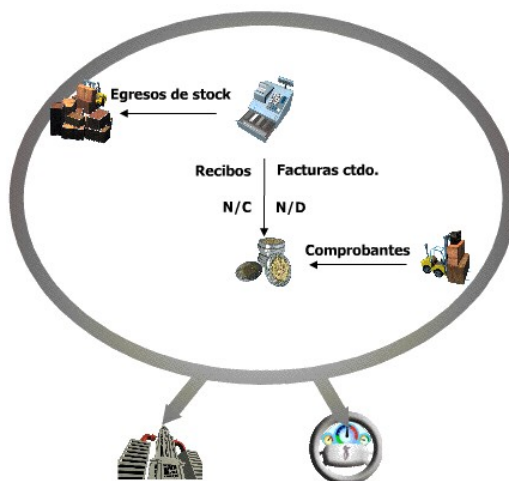 Egresos de stock
Recibos
Facturas ctdo.
N/C
N/D
Comprobantes